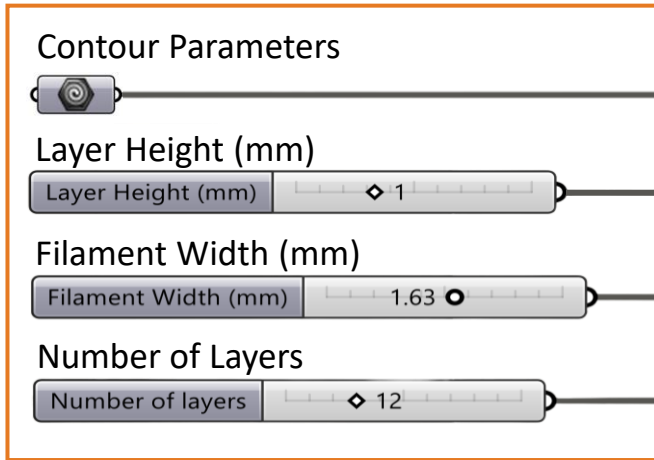 Contour Parameters
Layer Height (mm)
Layer Height (mm) 1
Filament Width (mm)
Filament Width (mm) 1.63
Number of Layers
Number of layers 12